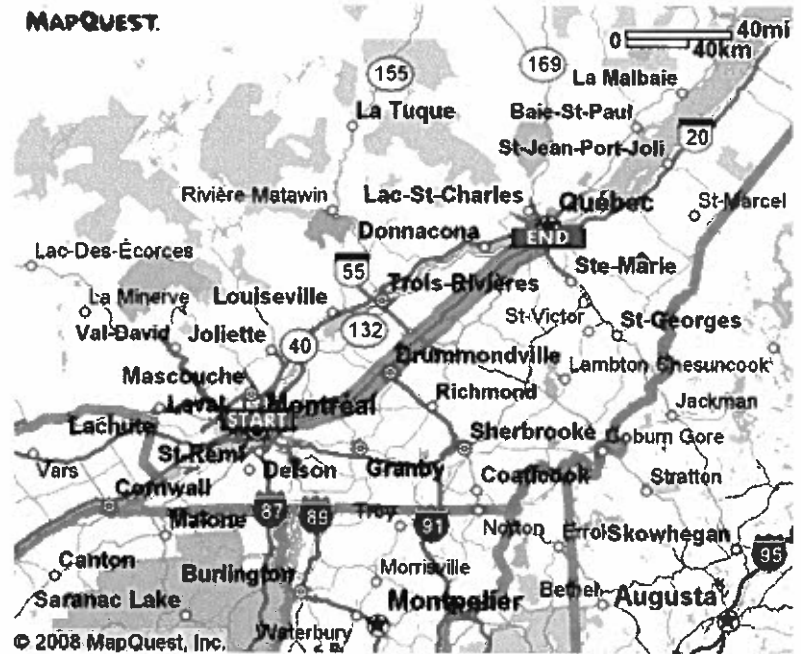 MAPQUEST.
0 40mi
40km
155
169
La Malbaie
La Tuque
Baie-St-Paul
20
St-Jean-Port-Joli
Rivière Matawin
Lac-St-Charles
Québec
St-Marcel
Donnacona
END
Lac-Des-Écorces
55
Ste-Marie
Trois-Rivières
La Minerve
Louiseville
St-Victor
St-Georges
Val-David
Joliette
40
132
Drummondville
Lambton
Chesuncook
Mascouche
Richmond
Laval
Montréal
Jackman
START
Lachute
Sherbrooke
Coburn Gore
St-Rémi
Vars
Delson
Granby
Coaticook
Stratton
Cornwall
87
89
Troy
91
Malone
Norton
Errol
Skowhegan
95
Canton
Burlington
Morrisville
Bethel
Augusta
Saranac Lake
Montpelier
Waterbury
© 2008 MapQuest, Inc.